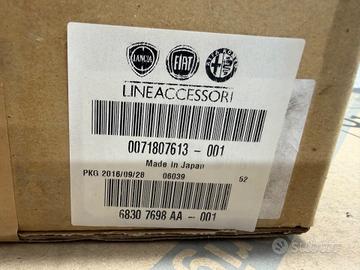 LANCIA FIAT ALFA ROMEO
LINEACCESSORI
0071807613 - 001
Made in Japan
PKG 2016/09/28 06039 52
6830 7698 AA -001
subito